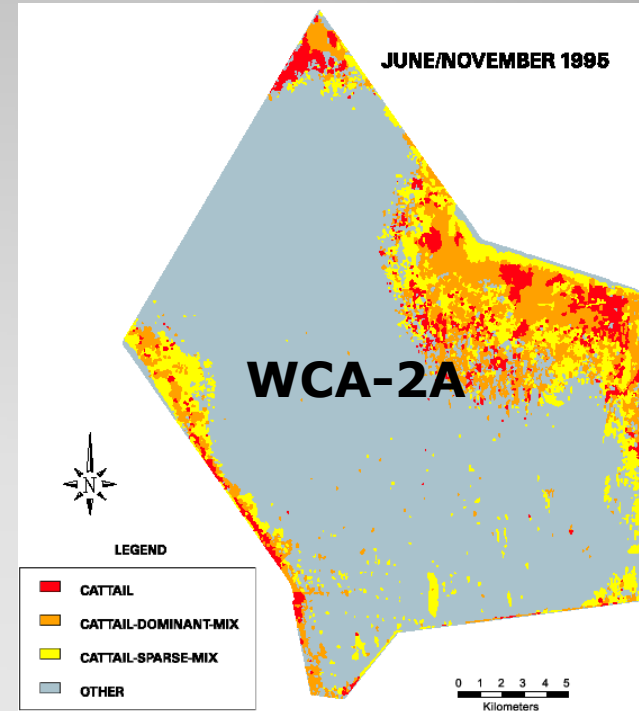 JUNE/NOVEMBER 1995
WCA-2A
N
LEGEND
CATTAIL
CATTAIL-DOMINANT-MIX
CATTAIL-SPARSE-MIX
OTHER
0 1 2 3 4 5
Kilometers